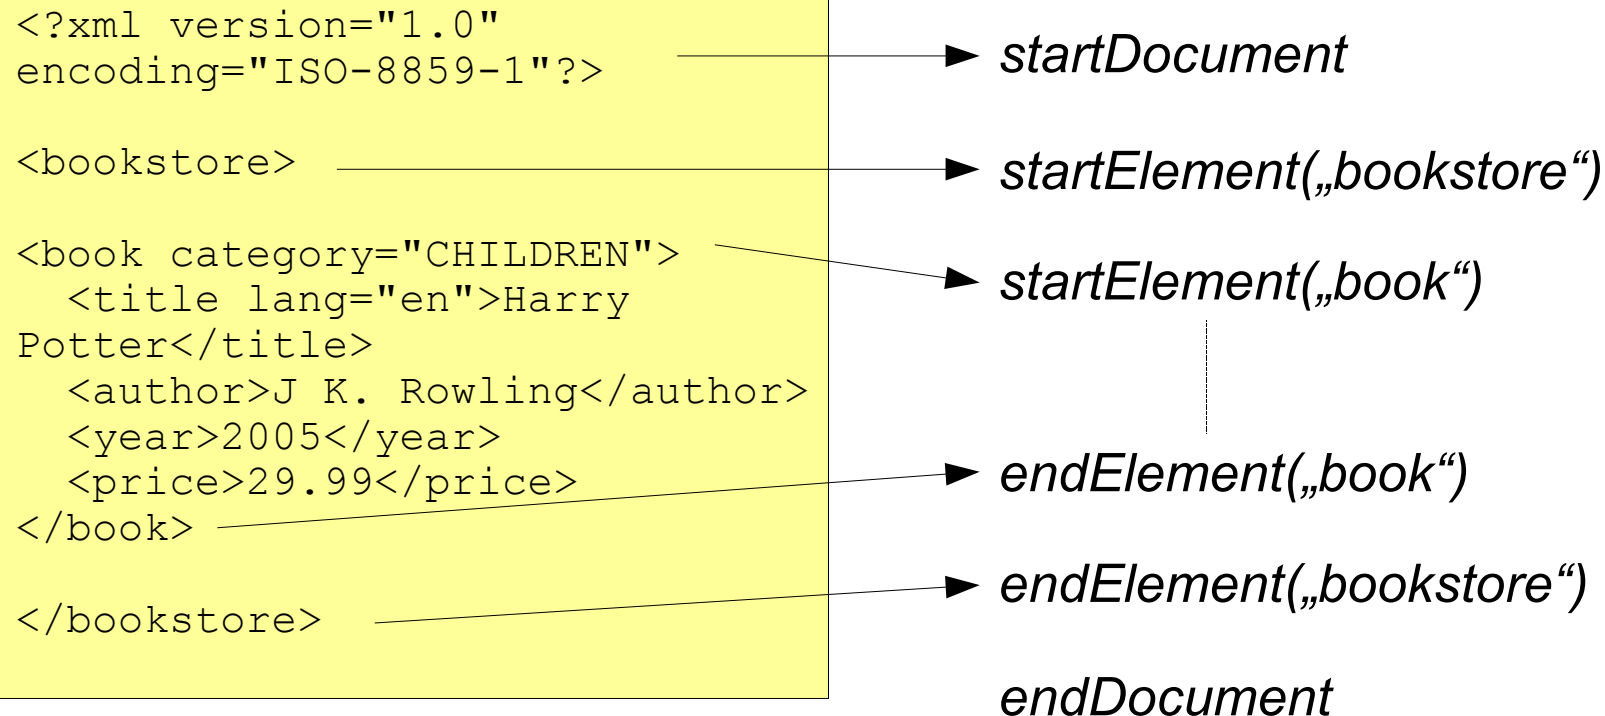 <?xml version="1.0"
encoding="ISO-8859-1"?>
<bookstore>
<book category="CHILDREN">
  <title lang="en">Harry
Potter</title>
  <author>J K. Rowling</author>
  <year>2005</year>
  <price>29.99</price>
</book>
</bookstore>
startDocument
startElement(„bookstore“)
startElement(„book“)
endElement(„book“)
endElement(„bookstore“)
endDocument